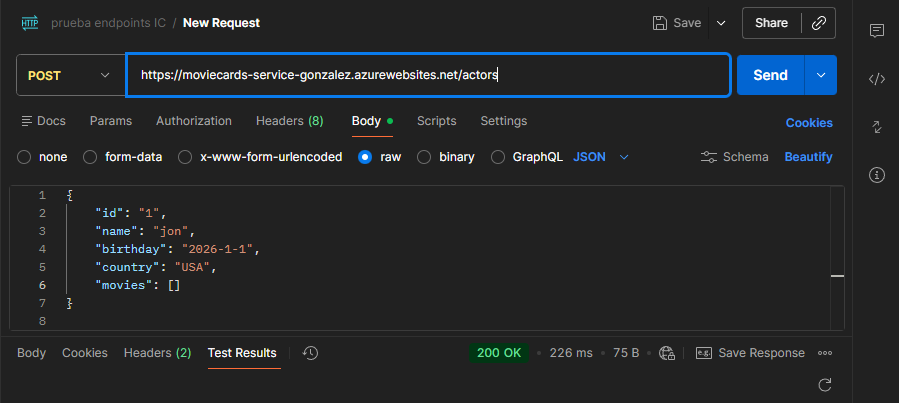 HTTP prueba endpoints IC / New Request Save Share
POST https://moviecards-service-gonzalez.azurewebsites.net/actors Send
Docs Params Authorization Headers (8) Body Scripts Settings Cookies
none form-data x-www-form-urlencoded raw binary GraphQL JSON Schema Beautify
1 {
2 "id": "1",
3 "name": "jon",
4 "birthday": "2026-1-1",
5 "country": "USA",
6 "movies": []
7 }
8
Body Cookies Headers (2) Test Results 200 OK • 226 ms • 75 B • e.g. Save Response